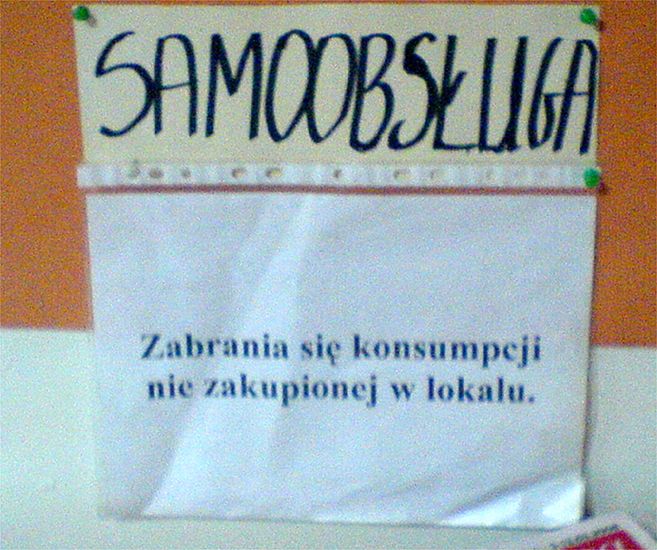 SAMOOBSŁUGA
Zabrania się konsumpcji
nie zakupionej w lokalu.